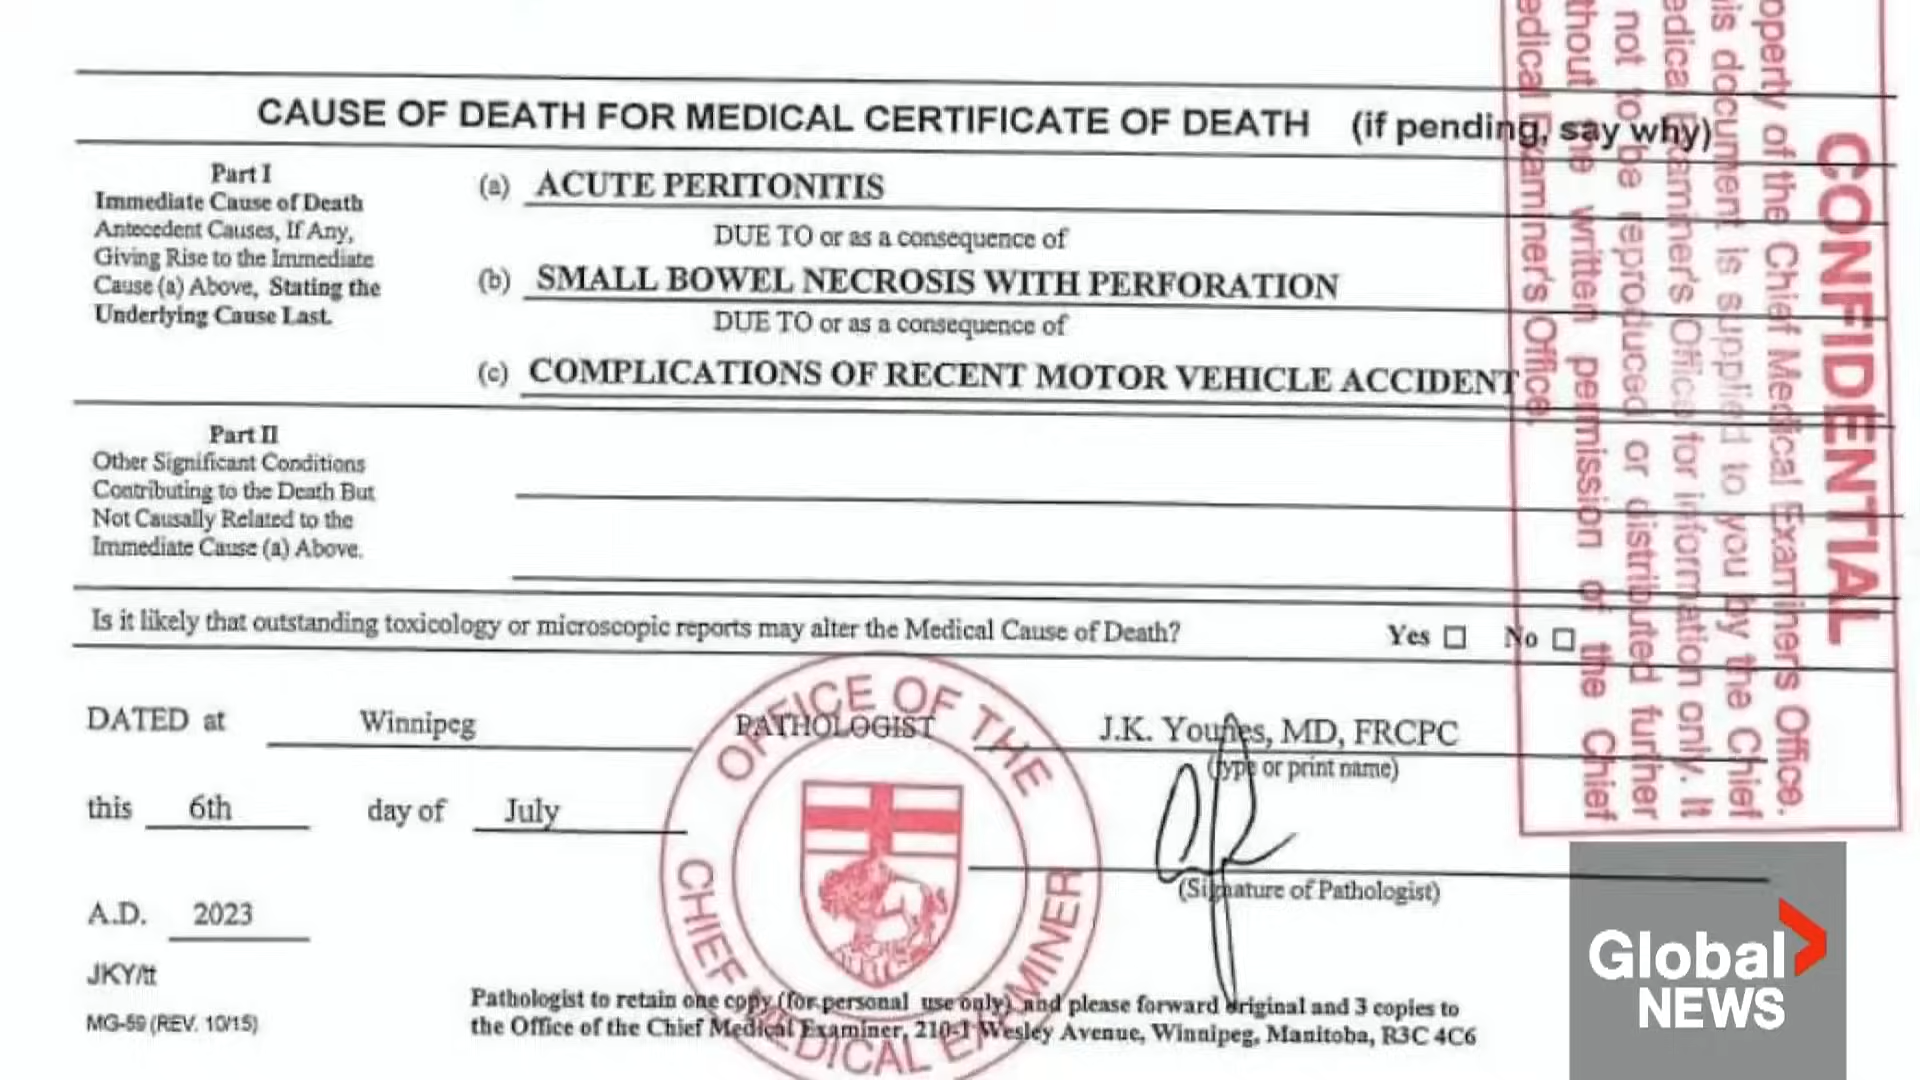 CAUSE OF DEATH FOR MEDICAL CERTIFICATE OF DEATH (if pending, say why)
Part I
Immediate Cause of Death
Antecedent Causes, If Any,
Giving Rise to the Immediate
Cause (a) Above, Stating the
Underlying Cause Last.
(a) ACUTE PERITONITIS
DUE TO or as a consequence of
(b) SMALL BOWEL NECROSIS WITH PERFORATION
DUE TO or as a consequence of
(c) COMPLICATIONS OF RECENT MOTOR VEHICLE ACCIDENT
Part II
Other Significant Conditions
Contributing to the Death But
Not Causally Related to the
Immediate Cause (a) Above.
Is it likely that outstanding toxicology or microscopic reports may alter the Medical Cause of Death? Yes ☐ No ☐
DATED at Winnipeg PATHOLOGIST J.K. Younes, MD, FRCPC
(type or print name)
this 6th day of July
(Signature of Pathologist)
A.D. 2023
JKY/tt
MG-59 (REV. 10/15)
Pathologist to retain one copy (for personal use only) and please forward original and 3 copies to
the Office of the Chief Medical Examiner, 210-1 Wesley Avenue, Winnipeg, Manitoba, R3C 4C6
OFFICE OF THE
CHIEF MEDICAL EXAMINER
CONFIDENTIAL
operty of the Chief Medical Examiner's Office.
is document is supplied to you by the Chief
edical Examiner's Office for information only. It
not to be reproduced or distributed further
thout the written permission of the Chief
edical Examiner's Office.
Global
NEWS